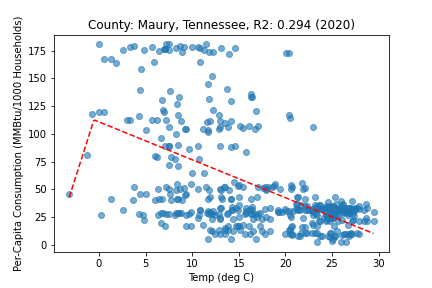 County: Maury, Tennessee, R2: 0.294 (2020)
Per-Capita Consumption (MMBtu/1000 Households)
175
150
125
100
75
50
25
0
0 5 10 15 20 25 30
Temp (deg C)